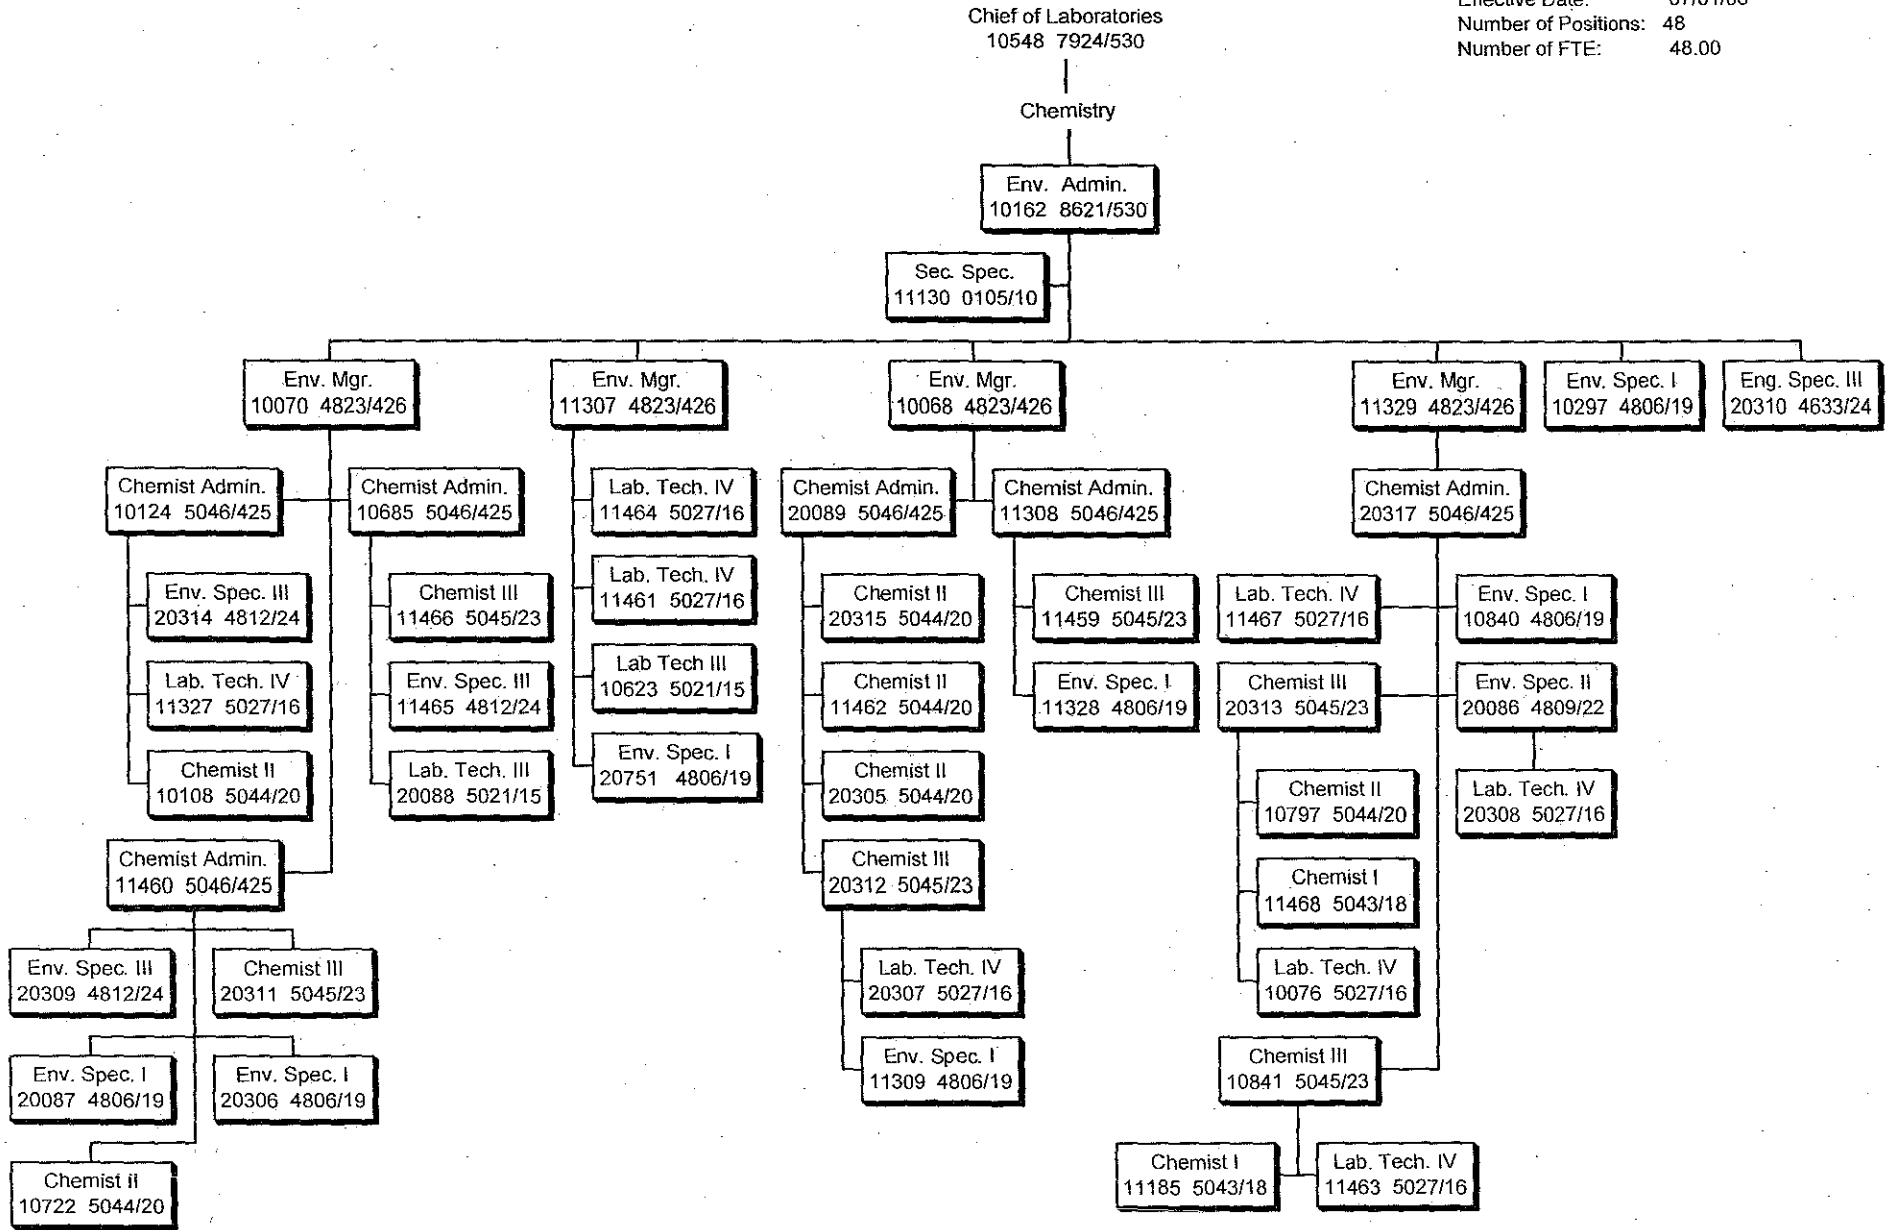 Chief of Laboratories
10548 7924/530
Number of Positions: 48
Number of FTE: 48.00
Chemistry
Env. Admin.
10162 8621/530
Sec. Spec.
11130 0105/10
Env. Mgr.
10070 4823/426
Env. Mgr.
11307 4823/426
Env. Mgr.
10068 4823/426
Env. Mgr.
11329 4823/426
Env. Spec. I
10297 4806/19
Eng. Spec. III
20310 4633/24
Chemist Admin.
10124 5046/425
Chemist Admin.
10685 5046/425
Lab. Tech. IV
11464 5027/16
Chemist Admin.
20089 5046/425
Chemist Admin.
11308 5046/425
Chemist Admin.
20317 5046/425
Env. Spec. III
20314 4812/24
Chemist III
11466 5045/23
Lab. Tech. IV
11461 5027/16
Chemist II
20315 5044/20
Chemist III
11459 5045/23
Lab. Tech. IV
11467 5027/16
Env. Spec. I
10840 4806/19
Lab. Tech. IV
11327 5027/16
Env. Spec. III
11465 4812/24
Lab Tech III
10623 5021/15
Chemist II
11462 5044/20
Env. Spec. I
11328 4806/19
Chemist III
20313 5045/23
Env. Spec. II
20086 4809/22
Chemist II
10108 5044/20
Lab. Tech. III
20088 5021/15
Env. Spec. I
20751 4806/19
Chemist II
20305 5044/20
Chemist II
10797 5044/20
Lab. Tech. IV
20308 5027/16
Chemist Admin.
11460 5046/425
Chemist III
20312 5045/23
Chemist I
11468 5043/18
Env. Spec. III
20309 4812/24
Chemist III
20311 5045/23
Lab. Tech. IV
20307 5027/16
Lab. Tech. IV
10076 5027/16
Env. Spec. I
20087 4806/19
Env. Spec. I
20306 4806/19
Env. Spec. I
11309 4806/19
Chemist III
10841 5045/23
Chemist II
10722 5044/20
Chemist I
11185 5043/18
Lab. Tech. IV
11463 5027/16